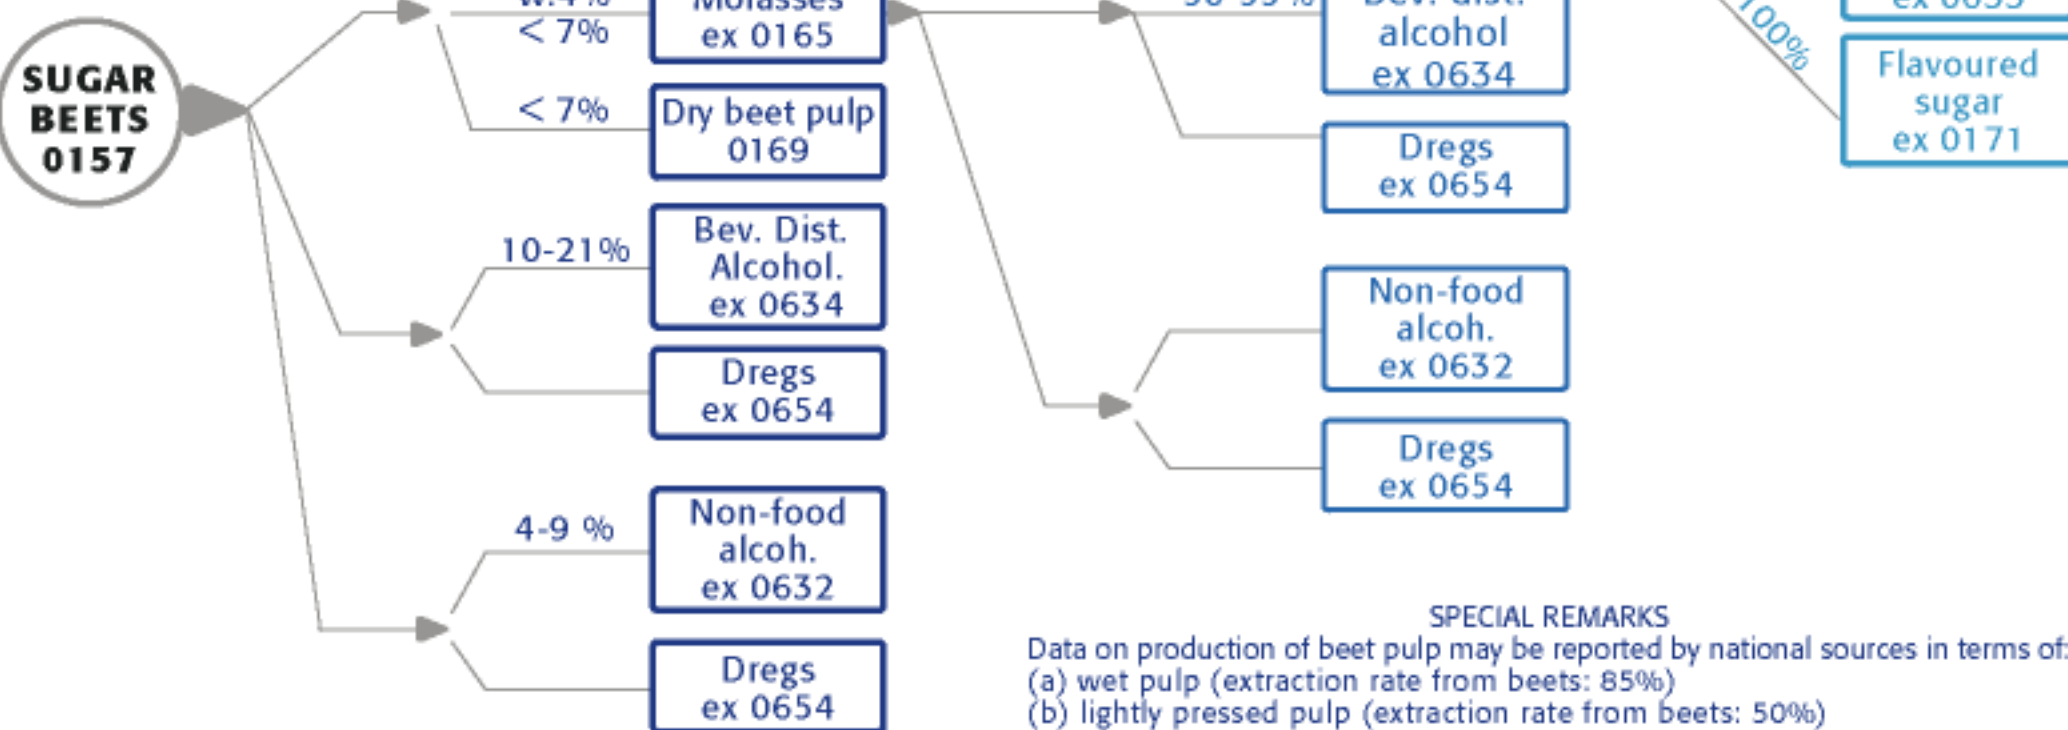 SUGAR
BEETS
0157
< 7%
Molasses
ex 0165
< 7%
Dry beet pulp
0169
10-21%
Bev. Dist.
Alcohol.
ex 0634
Dregs
ex 0654
4-9 %
Non-food
alcoh.
ex 0632
Dregs
ex 0654
Bev. dist.
alcohol
ex 0634
Dregs
ex 0654
Non-food
alcoh.
ex 0632
Dregs
ex 0654
100%
Flavoured
sugar
ex 0171
SPECIAL REMARKS
Data on production of beet pulp may be reported by national sources in terms of:
(a) wet pulp (extraction rate from beets: 85%)
(b) lightly pressed pulp (extraction rate from beets: 50%)